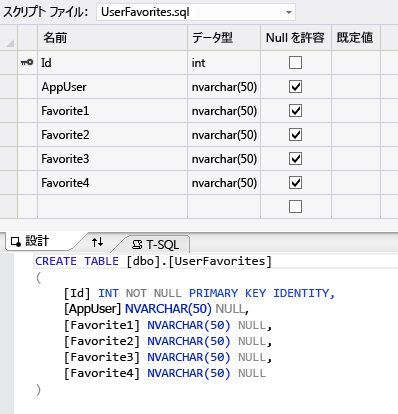 スクリプト ファイル: UserFavorites.sql
名前 データ型 Null を許容 既定値
Id int
AppUser nvarchar(50)
Favorite1 nvarchar(50)
Favorite2 nvarchar(50)
Favorite3 nvarchar(50)
Favorite4 nvarchar(50)
設計 T-SQL
CREATE TABLE [dbo].[UserFavorites]
(
[Id] INT NOT NULL PRIMARY KEY IDENTITY,
[AppUser] NVARCHAR(50) NULL,
[Favorite1] NVARCHAR(50) NULL,
[Favorite2] NVARCHAR(50) NULL,
[Favorite3] NVARCHAR(50) NULL,
[Favorite4] NVARCHAR(50) NULL
)